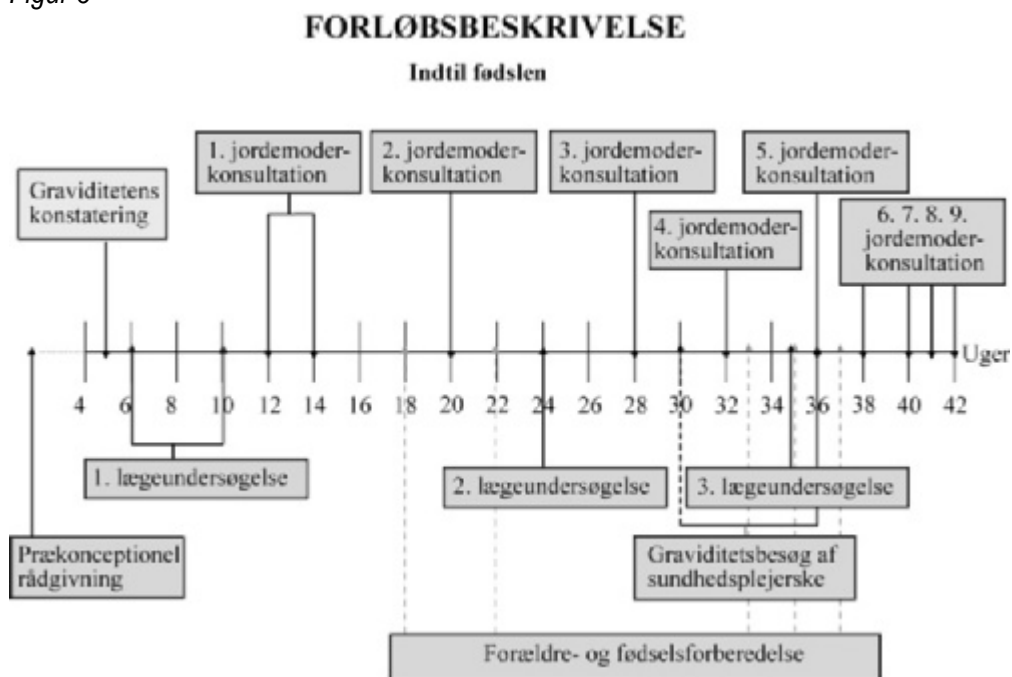 FORLØBSBESKRIVELSE
Indtil fødslen
1. jordemoder-
konsultation
2. jordemoder-
konsultation
3. jordemoder-
konsultation
5. jordemoder-
konsultation
Graviditetens
konstatering
4. jordemoder-
konsultation
6. 7. 8. 9.
jordemoder-
konsultation
Uger
4 6 8 10 12 14 16 18 20 22 24 26 28 30 32 34 36 38 40 42
1. lægeundersøgelse
2. lægeundersøgelse
3. lægeundersøgelse
Prækonceptionel
rådgivning
Graviditetsbesøg af
sundhedsplejerske
Forældre- og fødselsforberedelse